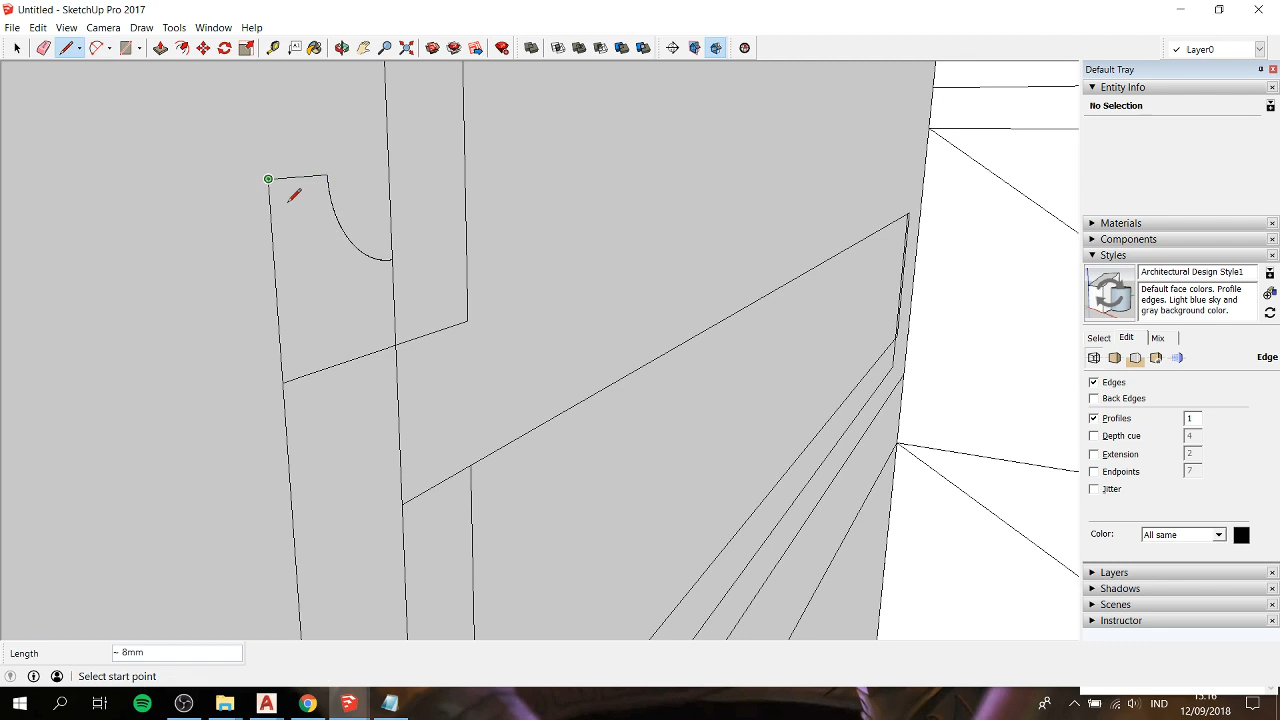 Untitled - SketchUp Pro 2017
File Edit View Camera Draw Tools Window Help
Layer0
Default Tray
Entity Info
No Selection
Materials
Components
Styles
Architectural Design Style1
Default face colors. Profile
edges. Light blue sky and
gray background color.
Select Edit Mix
Edge
Edges
Back Edges
Profiles 1
Depth cue 4
Extension 2
Endpoints 7
Jitter
Color: All same
Layers
Shadows
Scenes
Instructor
Length ~ 8mm
Select start point
IND
15:16
12/09/2018